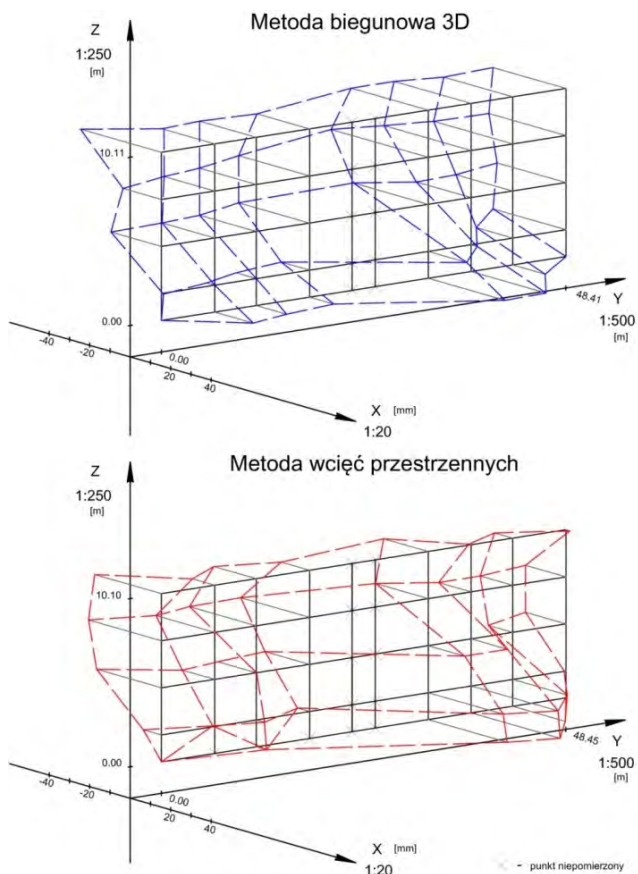 Metoda biegunowa 3D
Z
1:250
[m]
10.11
0.00
48.41
Y
1:500
[m]
-40
-20
0.00
20
40
X [mm]
1:20
Metoda wcięć przestrzennych
Z
1:250
[m]
10.10
0.00
48.45
Y
1:500
[m]
-40
-20
0.00
20
40
X [mm]
1:20
- punkt niepomierzony